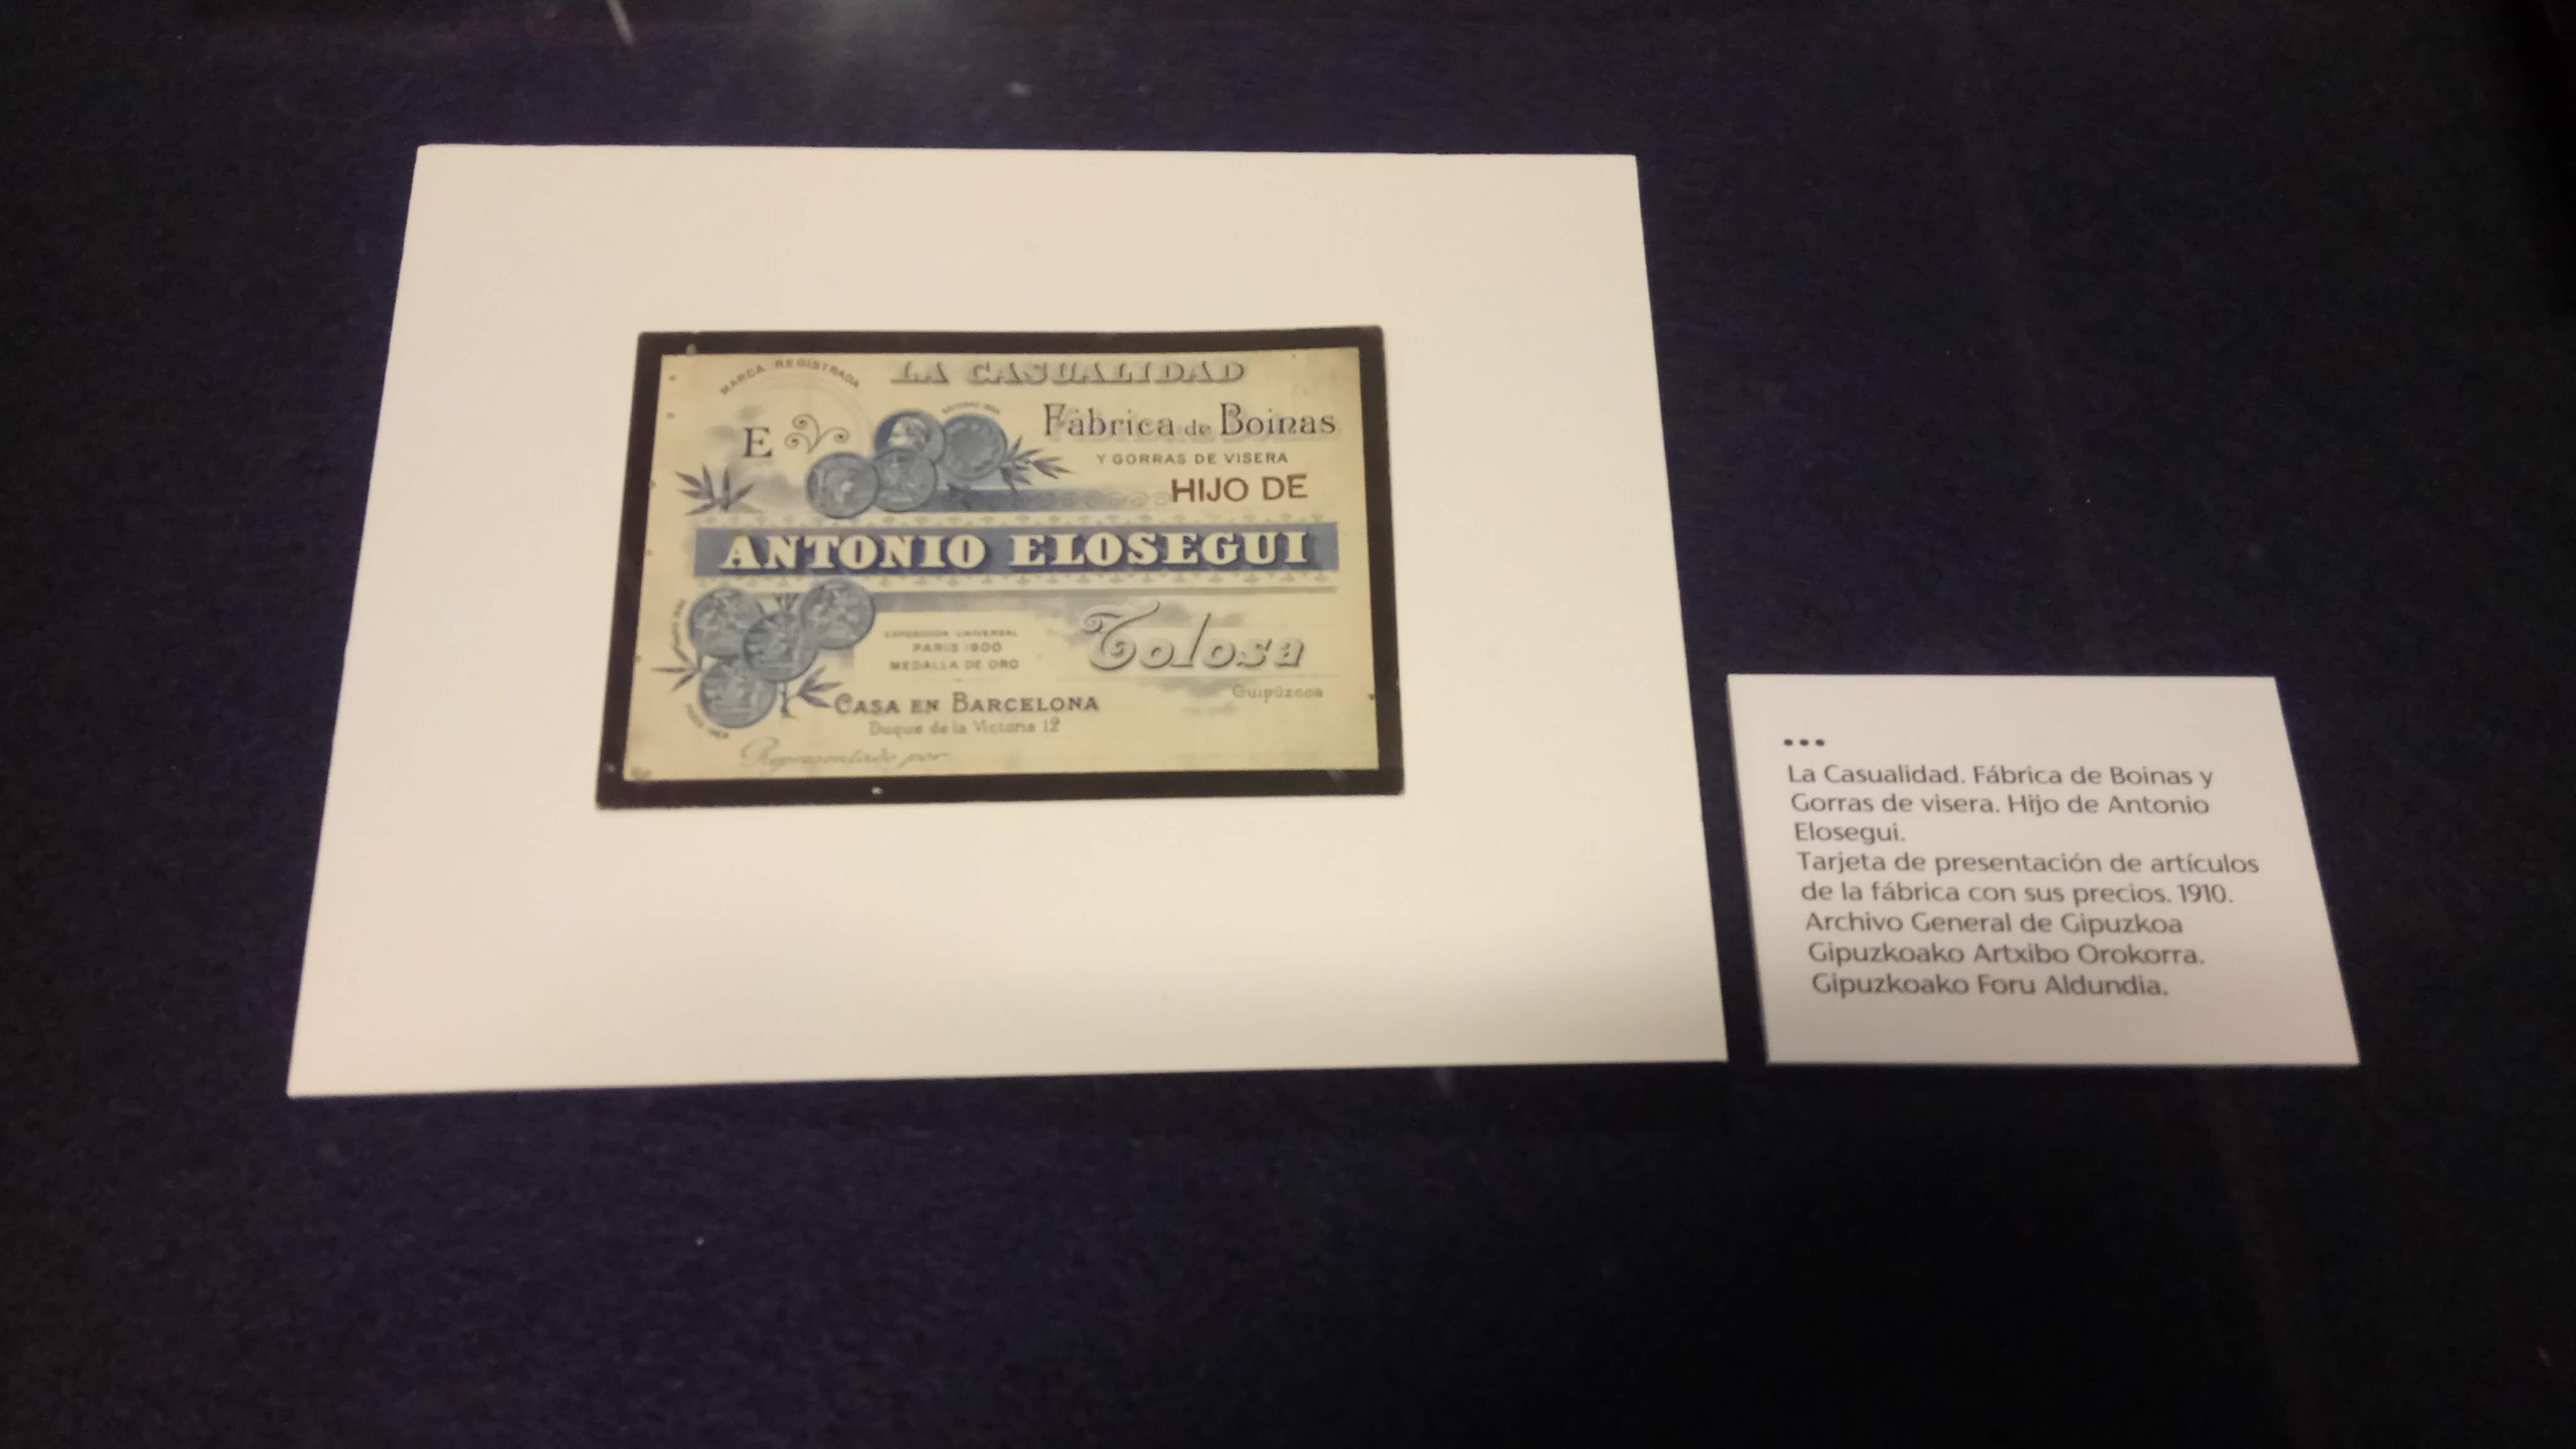 MARCA REGISTRADA
LA CASUALIDAD
E
Fábrica de Boinas
Y GORRAS DE VISERA
HIJO DE
ANTONIO ELOSEGUI
EXPOSICION UNIVERSAL
PARIS 1900
MEDALLA DE ORO
Tolosa
Guipúzcoa
CASA EN BARCELONA
Duque de la Victoria 12
Representado por
•••
La Casualidad. Fábrica de Boinas y
Gorras de visera. Hijo de Antonio
Elosegui.
Tarjeta de presentación de artículos
de la fábrica con sus precios. 1910.
Archivo General de Gipuzkoa
Gipuzkoako Artxibo Orokorra.
Gipuzkoako Foru Aldundia.